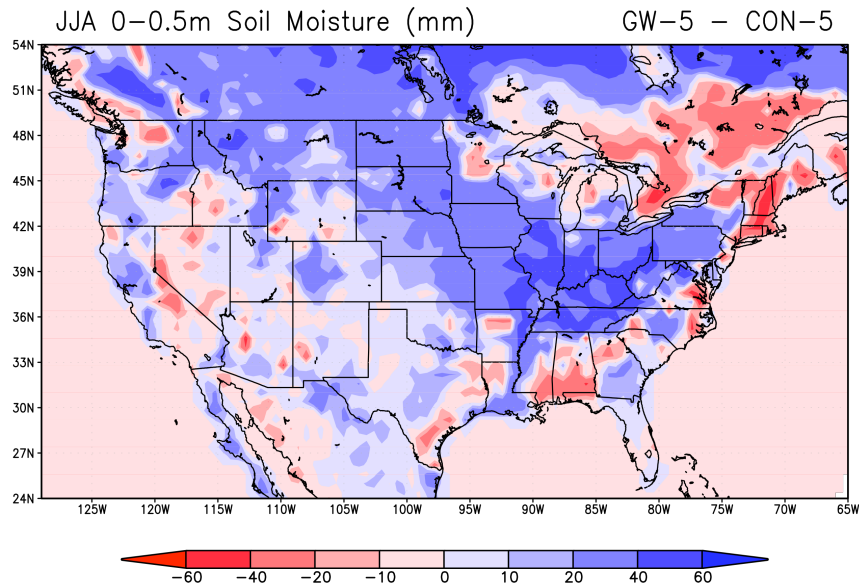 JJA 0-0.5m Soil Moisture (mm) GW-5 - CON-5
54N
51N
48N
45N
42N
39N
36N
33N
30N
27N
24N
125W 120W 115W 110W 105W 100W 95W 90W 85W 80W 75W 70W 65W
-60 -40 -20 -10 0 10 20 40 60